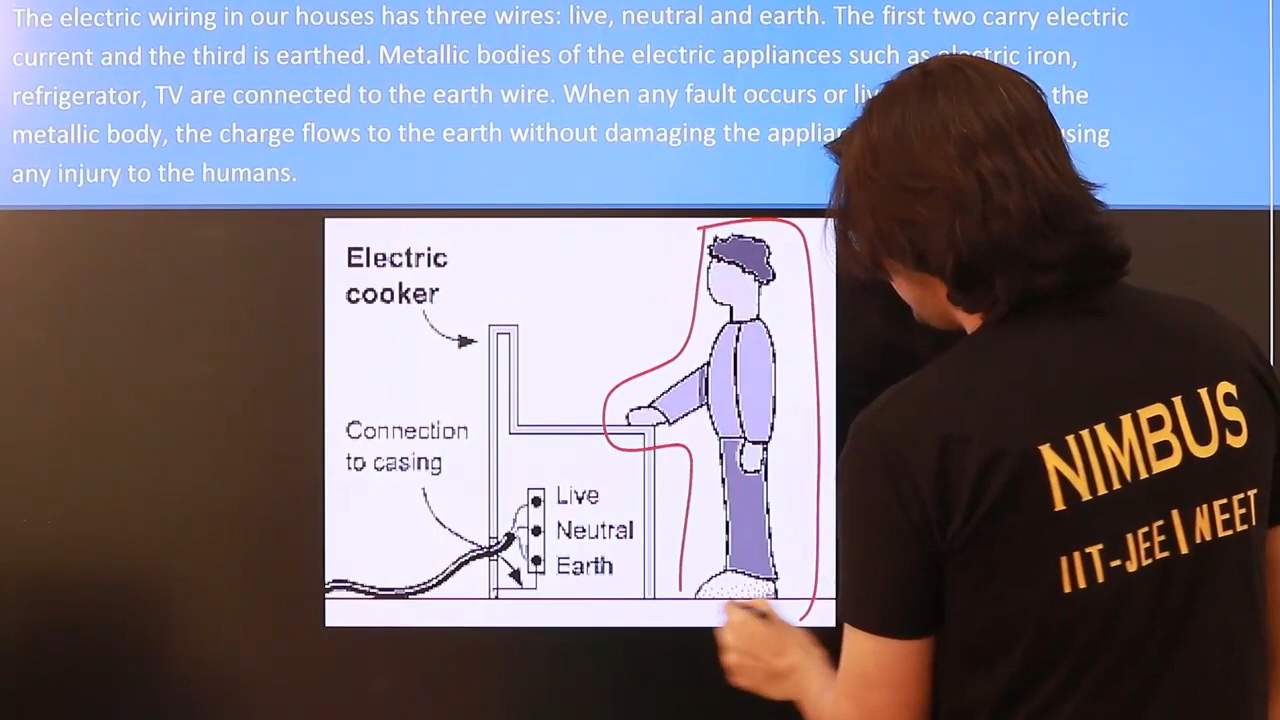 The electric wiring in our houses has three wires: live, neutral and earth. The first two carry electric
current and the third is earthed. Metallic bodies of the electric appliances such as electric iron,
refrigerator, TV are connected to the earth wire. When any fault occurs or the
metallic body, the charge flows to the earth without damaging the
any injury to the humans.
Electric
cooker
Connection
to casing
Live
Neutral
Earth
NIMBUS
IIT-JEE|NEET